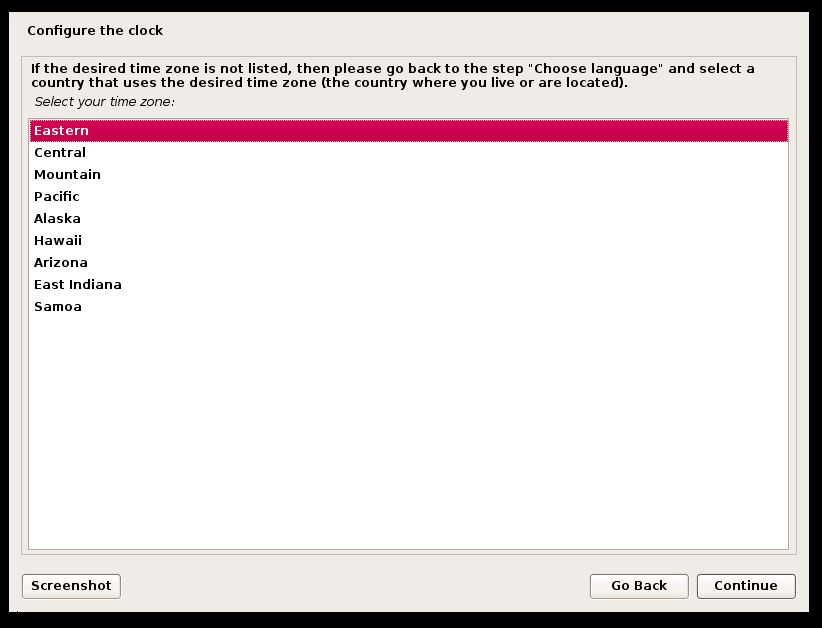 Configure the clock
If the desired time zone is not listed, then please go back to the step "Choose language" and select a
country that uses the desired time zone (the country where you live or are located).
Select your time zone:
Eastern
Central
Mountain
Pacific
Alaska
Hawaii
Arizona
East Indiana
Samoa
Screenshot
Go Back
Continue